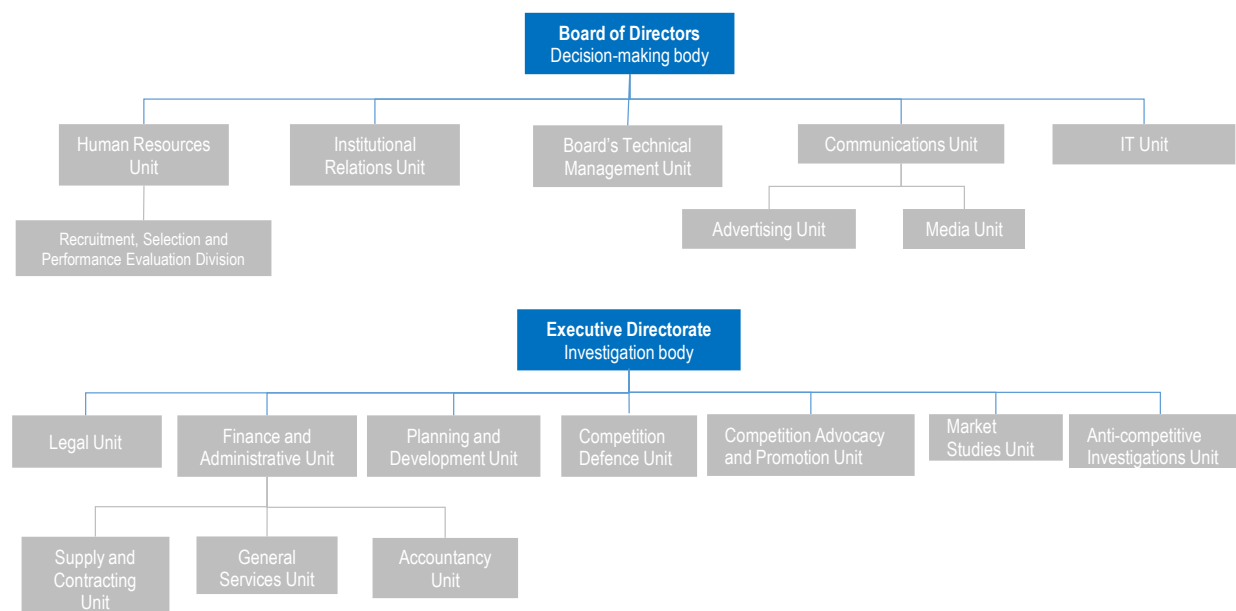 Board of Directors
Decision-making body
Human Resources
Unit
Institutional
Relations Unit
Board's Technical
Management Unit
Communications Unit
IT Unit
Recruitment, Selection and
Performance Evaluation Division
Advertising Unit
Media Unit
Executive Directorate
Investigation body
Legal Unit
Finance and
Administrative Unit
Planning and
Development Unit
Competition
Defence Unit
Competition Advocacy
and Promotion Unit
Market
Studies Unit
Anti-competitive
Investigations Unit
Supply and
Contracting
Unit
General
Services Unit
Accountancy
Unit